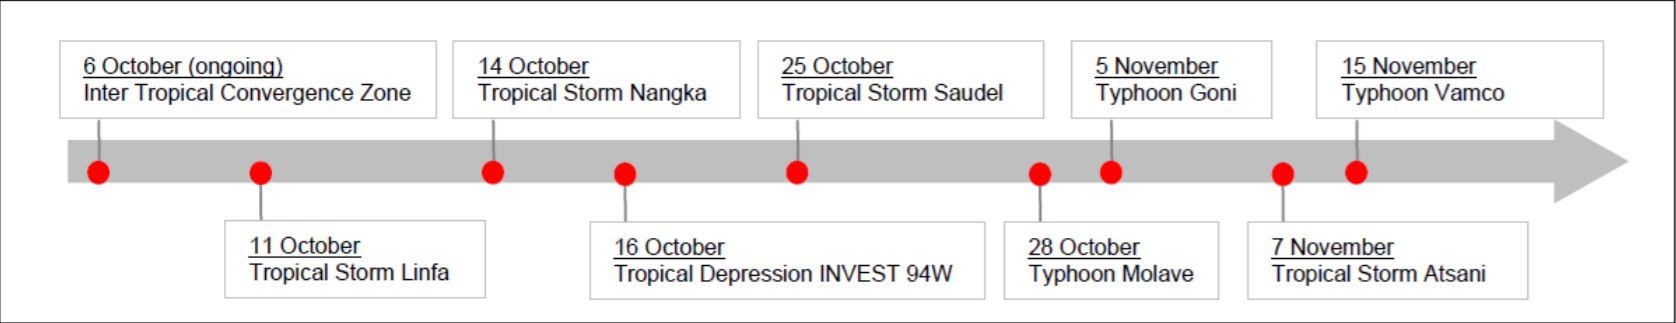 6 October (ongoing)
Inter Tropical Convergence Zone
11 October
Tropical Storm Linfa
14 October
Tropical Storm Nangka
16 October
Tropical Depression INVEST 94W
25 October
Tropical Storm Saudel
28 October
Typhoon Molave
5 November
Typhoon Goni
7 November
Tropical Storm Atsani
15 November
Typhoon Vamco